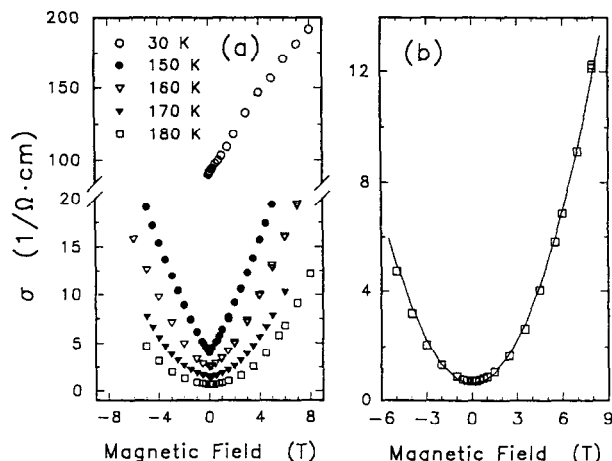 200
150
100
20
15
10
5
0
σ (1/Ω·cm)
30 K
150 K
160 K
170 K
180 K
(a)
-8 -4 0 4 8
Magnetic Field (T)
(b)
12
8
4
0
-6 -3 0 3 6 9
Magnetic Field (T)